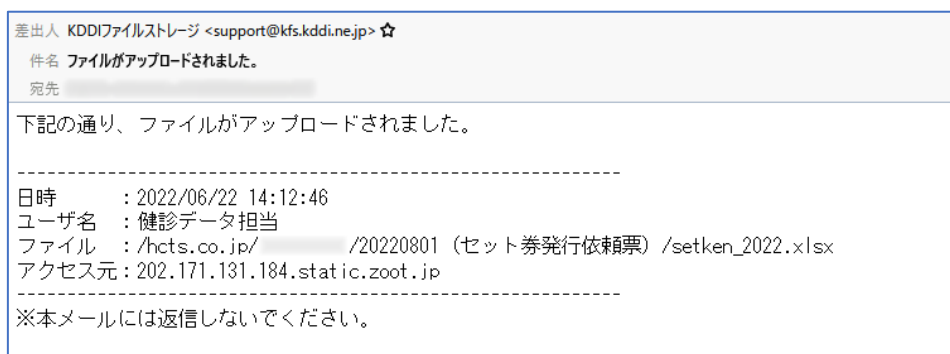 差出人 KDDIファイルストレージ <support@kfs.kddi.ne.jp> ☆
件名 ファイルがアップロードされました。
宛先
下記の通り、ファイルがアップロードされました。
--------------------------------------------------------
日時 :2022/06/22 14:12:46
ユーザ名 :健診データ担当
ファイル :/hcts.co.jp/ /20220801（セット券発行依頼票）/setken_2022.xlsx
アクセス元:202.171.131.184.static.zoot.jp
--------------------------------------------------------
※本メールには返信しないでください。